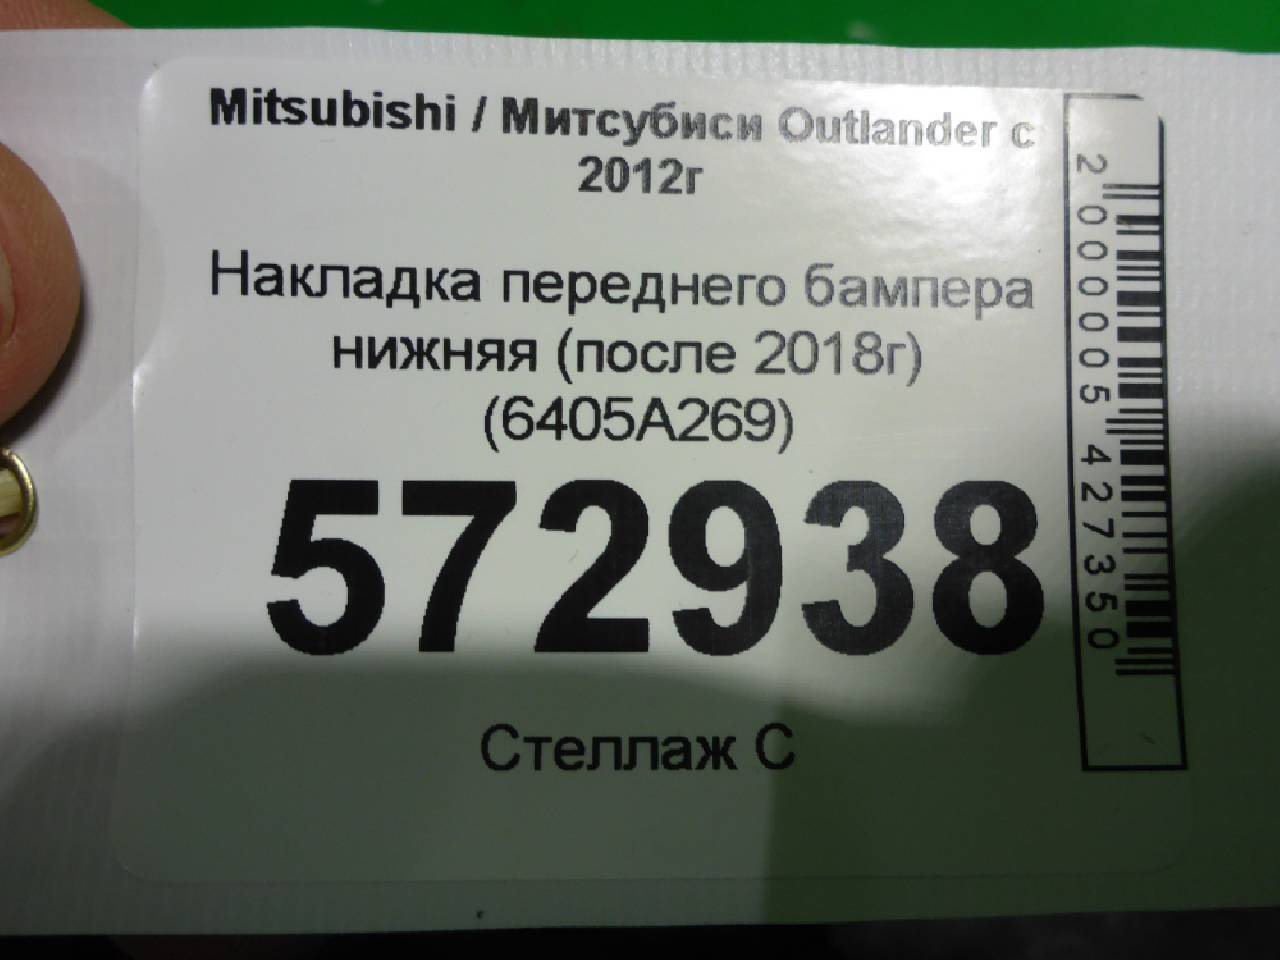 Mitsubishi / Митсубиси Outlander с
2012г
Накладка переднего бампера
нижняя (после 2018г)
(6405A269)
572938
Стеллаж С
2000005427350